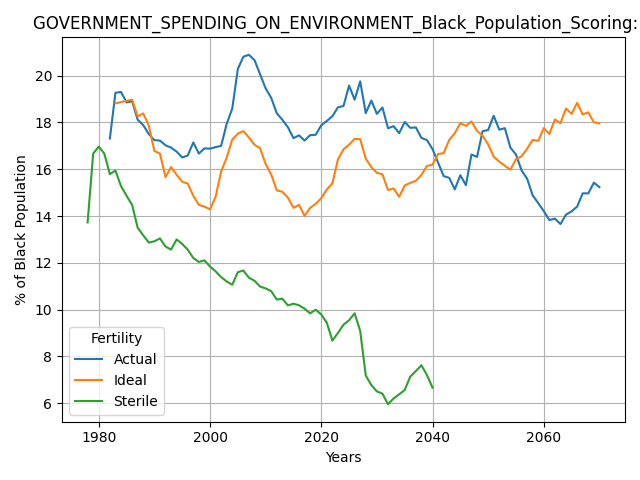 GOVERNMENT_SPENDING_ON_ENVIRONMENT_Black_Population_Scoring:
% of Black Population
20
18
16
14
12
10
8
6
Fertility
Actual
Ideal
Sterile
1980 2000 2020 2040 2060
Years